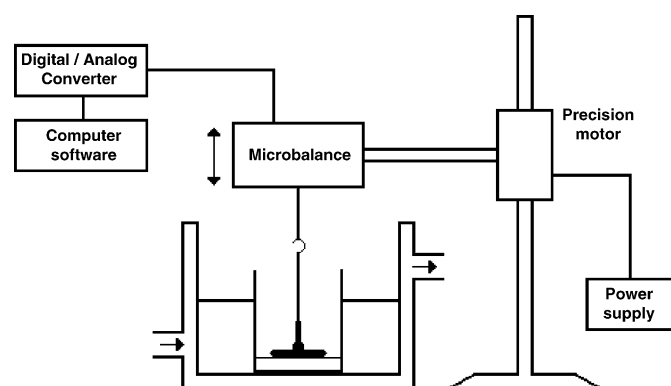 Digital / Analog
Converter
Computer
software
Microbalance
Precision
motor
Power
supply